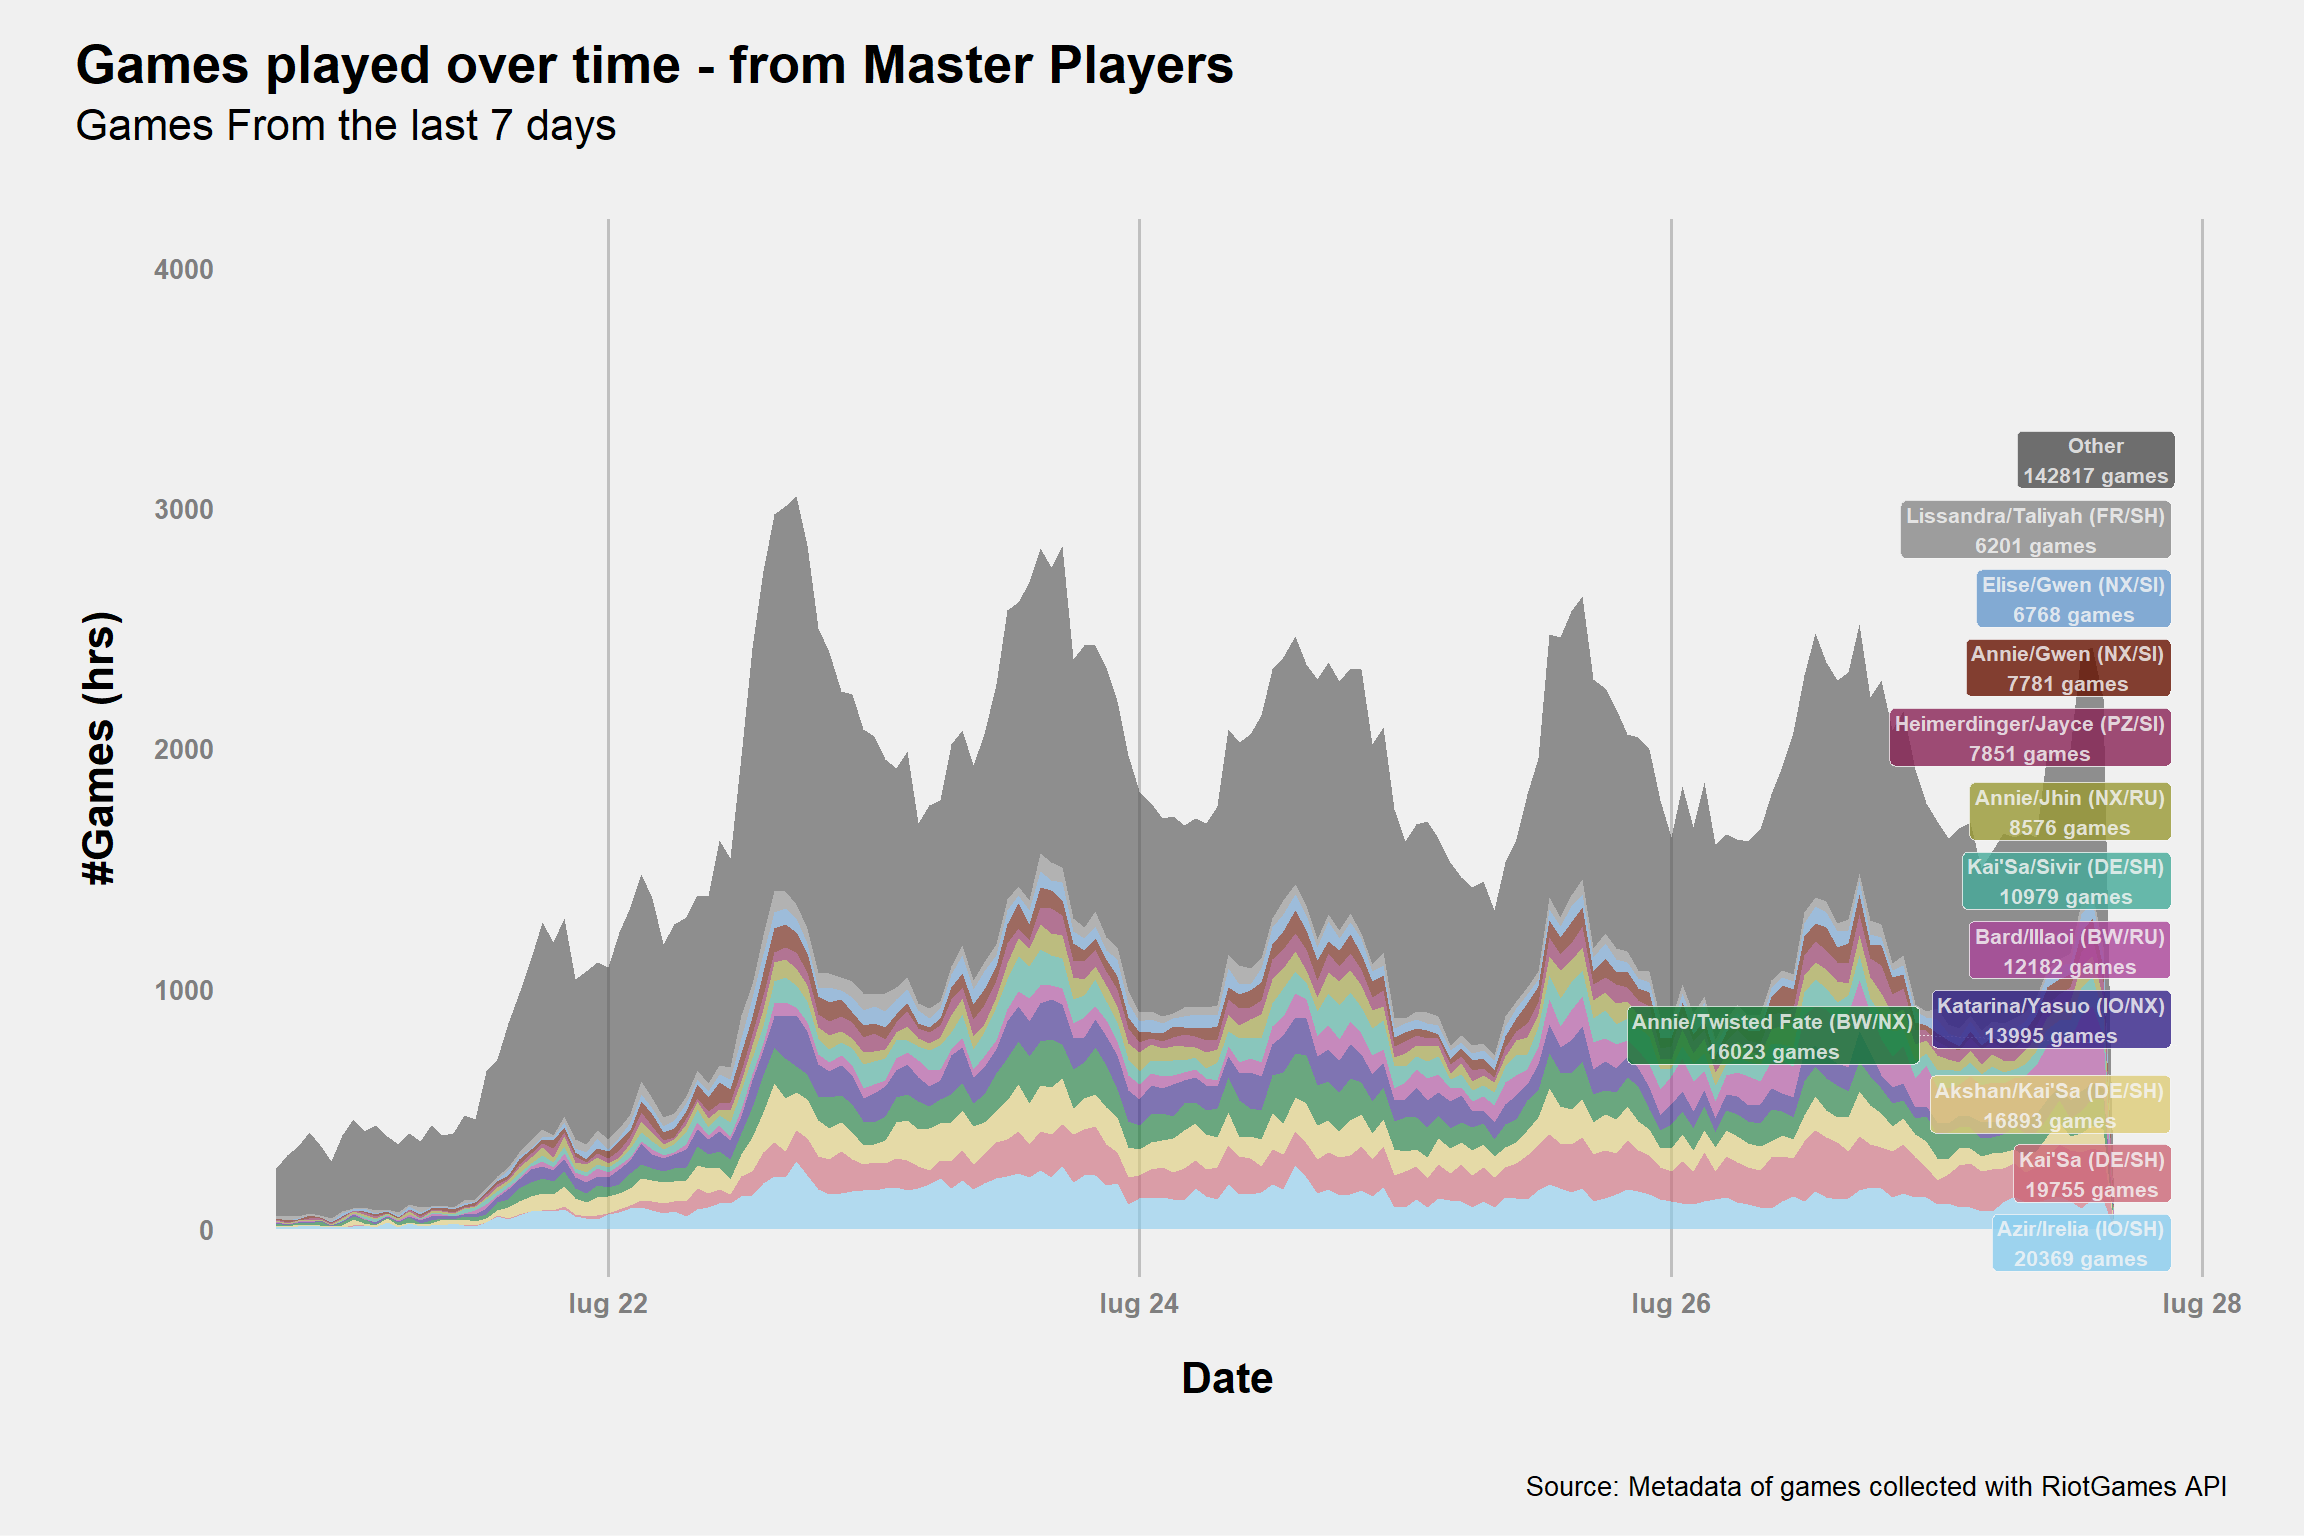 Games played over time - from Master Players
Games From the last 7 days
#Games (hrs)
4000
3000
2000
1000
0
Other
142817 games
Lissandra/Taliyah (FR/SH)
6201 games
Elise/Gwen (NX/SI)
6768 games
Annie/Gwen (NX/SI)
7781 games
Heimerdinger/Jayce (PZ/SI)
7851 games
Annie/Jhin (NX/RU)
8576 games
Kai'Sa/Sivir (DE/SH)
10979 games
Bard/Illaoi (BW/RU)
12182 games
Katarina/Yasuo (IO/NX)
13995 games
Annie/Twisted Fate (BW/NX)
16023 games
Akshan/Kai'Sa (DE/SH)
16893 games
Kai'Sa (DE/SH)
19755 games
Azir/Irelia (IO/SH)
20369 games
lug 22
lug 24
lug 26
lug 28
Date
Source: Metadata of games collected with RiotGames API